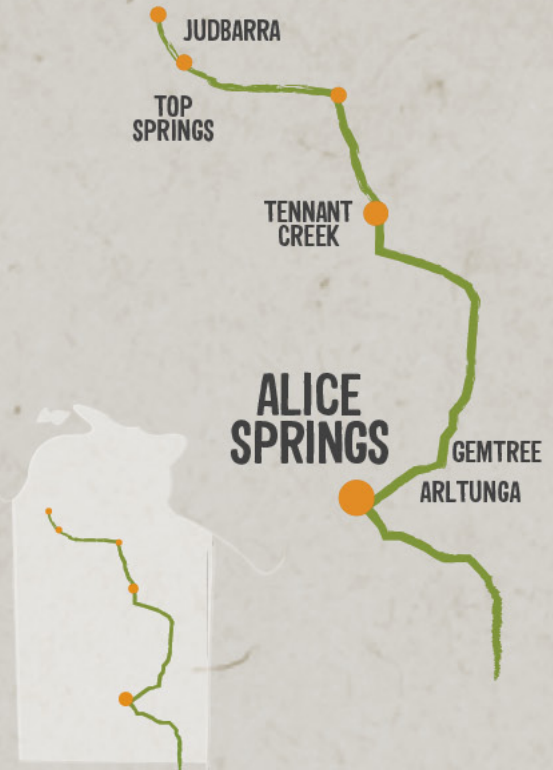 JUDBARRA
TOP
SPRINGS
TENNANT
CREEK
ALICE
SPRINGS
GEMTREE
ARLTUNGA